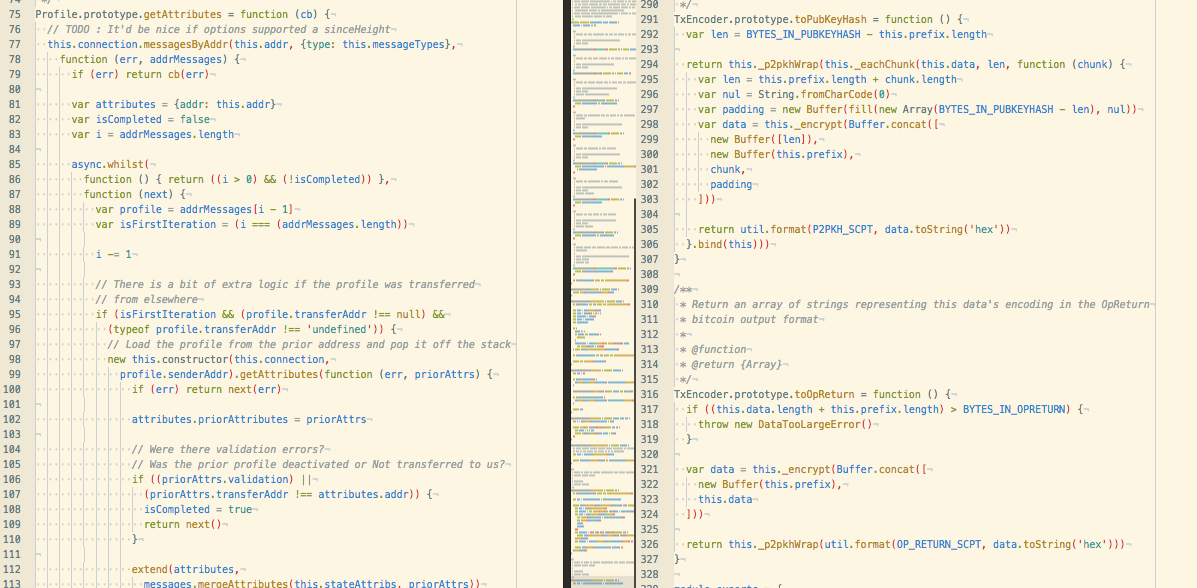 74 */
75 Profile.prototype.getAttributes = function (cb) {
76 // TODO : It'd be nice if options supported a sinceHeight
77 this.connection.messagesByAddr(this.addr, {type: this.messageTypes},
78 function (err, addrMessages) {
79 if (err) return cb(err)
80
81 var attributes = {addr: this.addr}
82 var isCompleted = false
83 var i = addrMessages.length
84
85 async.whilst(
86 function () { return ((i > 0) && (!isCompleted)) },
87 function (next) {
88 var profile = addrMessages[i - 1]
89 var isFirstIteration = (i === (addrMessages.length))
90
91 i -= 1
92
93 // There is a bit of extra logic if the profile was transferred
94 // from elsewhere
95 if (isFirstIteration && (profile.transferAddr !== null) &&
96 (typeof profile.transferAddr !== 'undefined')) {
97 // Load the profile from the prior address and pop it off the stack
98 new this.constructor(this.connection,
99 profile.senderAddr).getAttributes(function (err, priorAttrs) {
100 if (err) return next(err)
101
102 attributes.priorAttributes = priorAttrs
103
104 // Were there validation errors?
105 // Was the prior profile deactivated or Not transferred to us?
106 if ((priorAttrs.validation) ||
107 (priorAttrs.transferAddr !== attributes.addr)) {
108 isCompleted = true
109 return next()
110 }
111
112 extend(attributes,
113 messages.mergeAttributes(this.stateAttribs, priorAttrs))
290 */
291 TxEncoder.prototype.toPubKeyHash = function () {
292 var len = BYTES_IN_PUBKEYHASH - this.prefix.length
293
294 return this._p2pkhWrap(this._eachChunk(this.data, len, function (chunk) {
295 var len = this.prefix.length + chunk.length
296 var nul = String.fromCharCode(0)
297 var padding = new Buffer(fill(new Array(BYTES_IN_PUBKEYHASH - len), nul))
298 var data = this._encrypt(Buffer.concat([
299 new Buffer([len]),
300 new Buffer(this.prefix),
301 chunk,
302 padding
303 ]))
304
305 return util.format(P2PKH_SCPT, data.toString('hex'))
306 }.bind(this)))
307 }
308
309 /**
310 * Return an array of strings representing this data's encoding in the OpReturn
311 * bitcoin output format
312 *
313 * @function
314 * @return {Array}
315 */
316 TxEncoder.prototype.toOpReturn = function () {
317 if ((this.data.length + this.prefix.length) > BYTES_IN_OPRETURN) {
318 throw new DataTooLargeError()
319 }
320
321 var data = this._encrypt(Buffer.concat([
322 new Buffer(this.prefix),
323 this.data
324 ]))
325
326 return this._p2pkhWrap(util.format(OP_RETURN_SCPT, data.toString('hex')))
327 }
328
329 module.exports = {